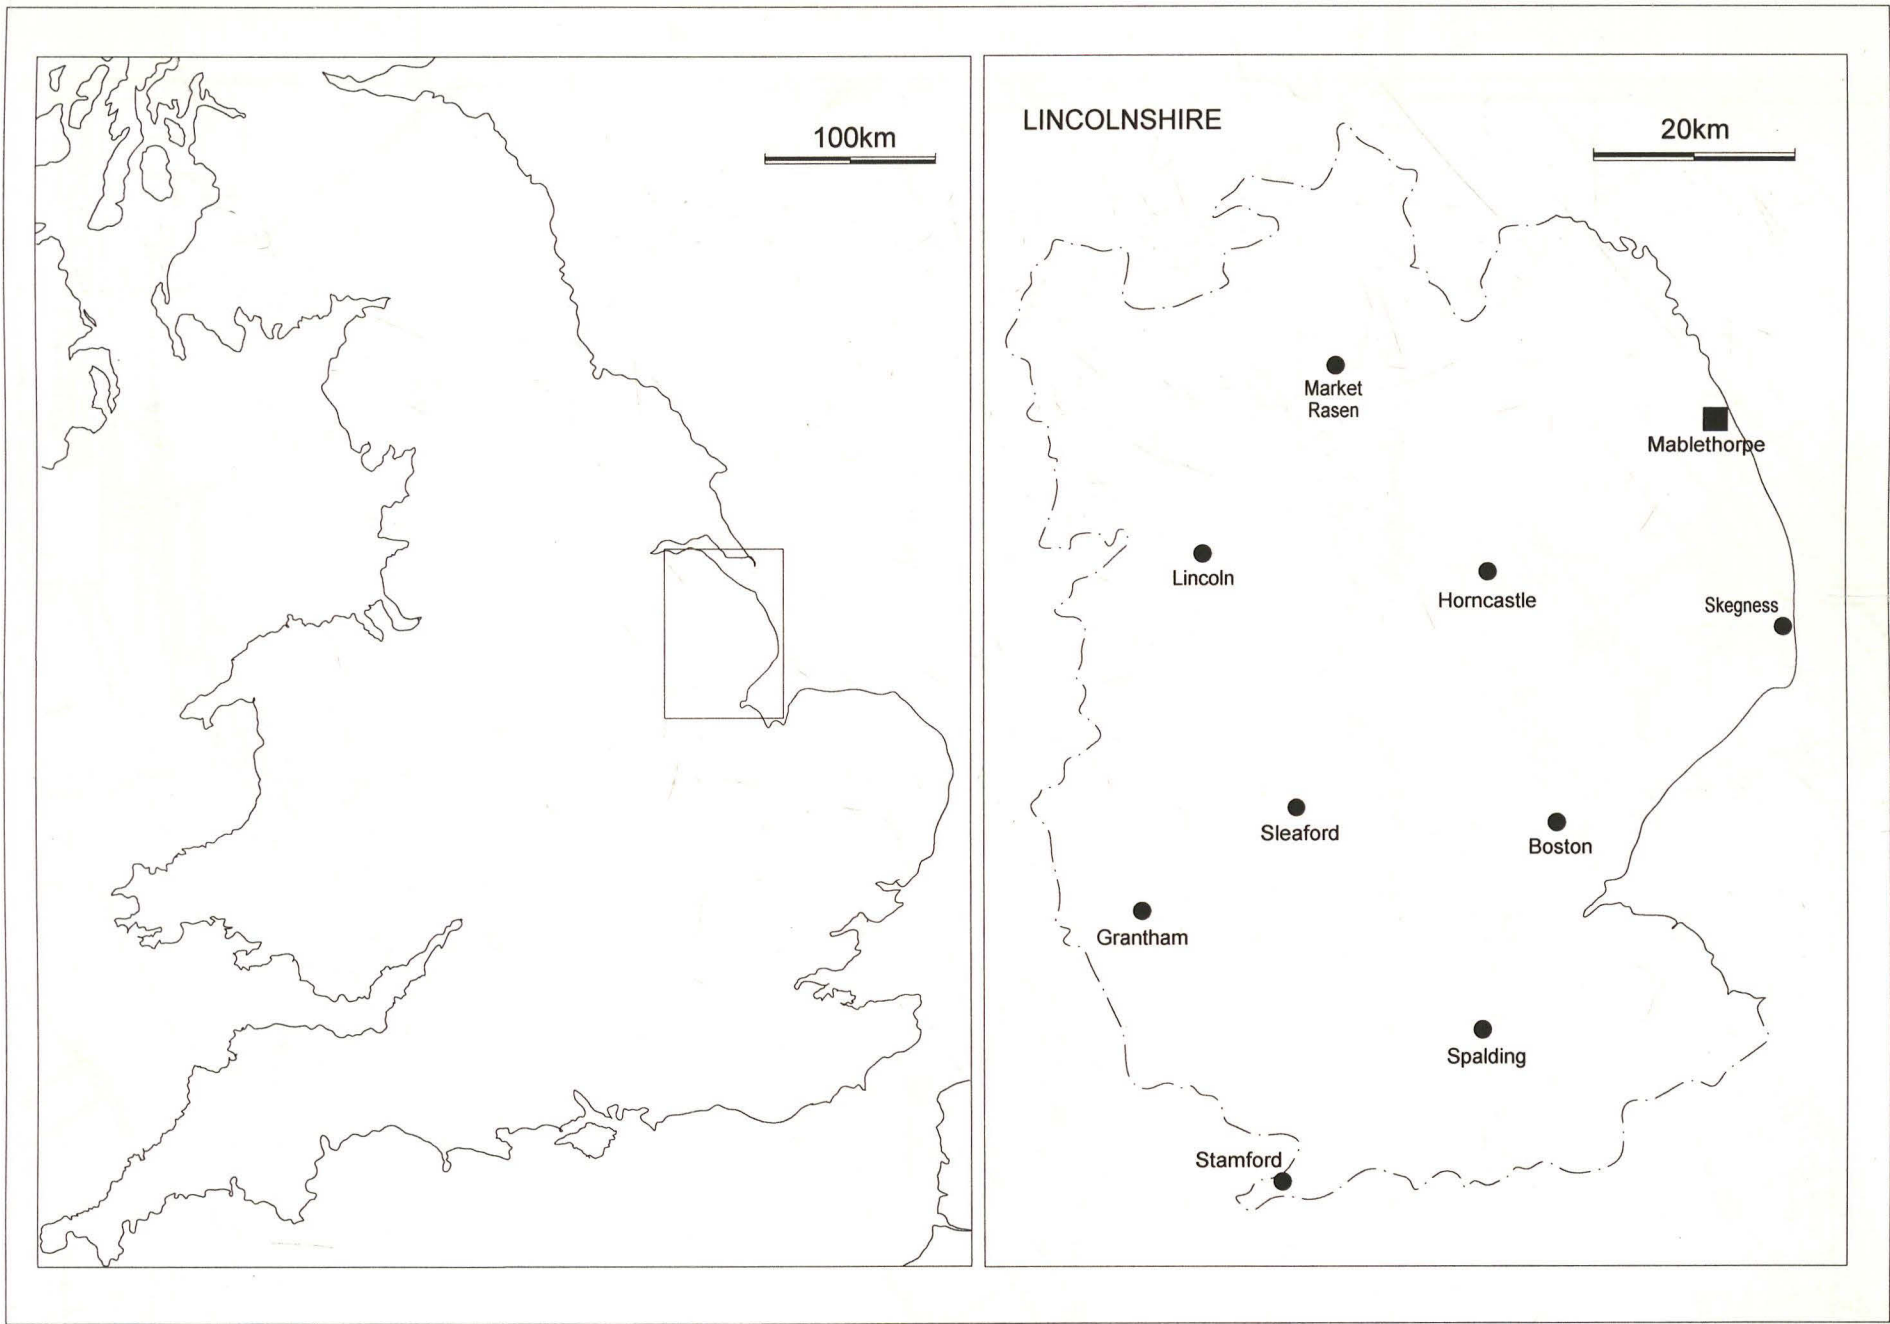 100km
LINCOLNSHIRE
20km
Market
Rasen
Mablethorpe
Lincoln
Horncastle
Skegness
Sleaford
Boston
Grantham
Spalding
Stamford